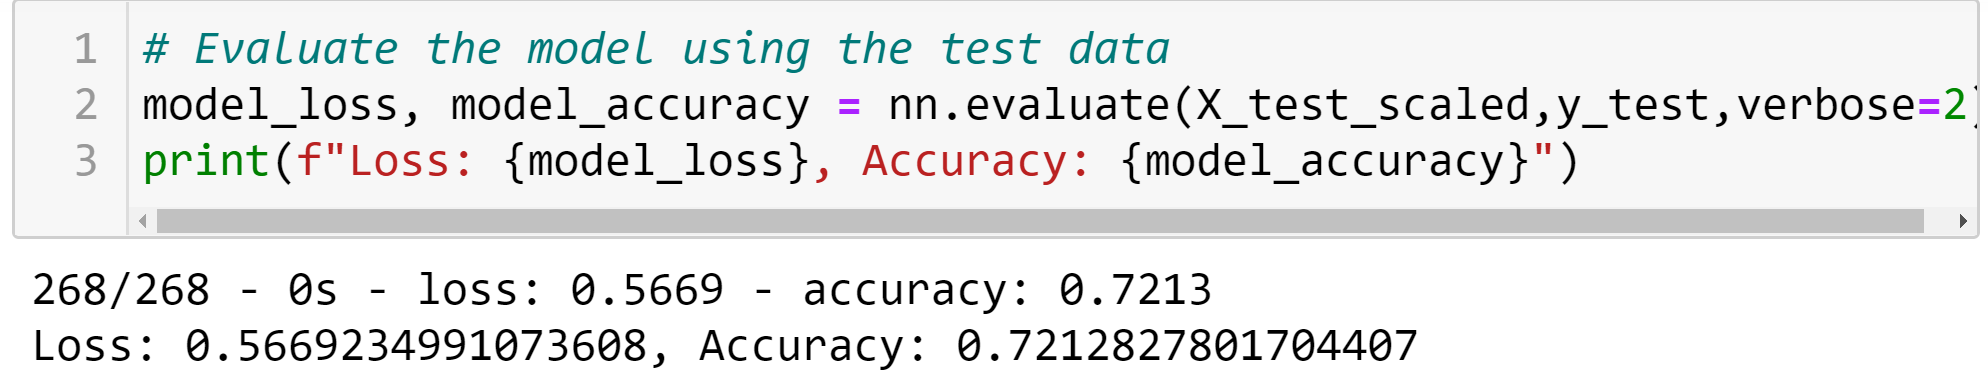 1 # Evaluate the model using the test data
2 model_loss, model_accuracy = nn.evaluate(X_test_scaled,y_test,verbose=2)
3 print(f"Loss: {model_loss}, Accuracy: {model_accuracy}")
268/268 - 0s - loss: 0.5669 - accuracy: 0.7213
Loss: 0.5669234991073608, Accuracy: 0.7212827801704407